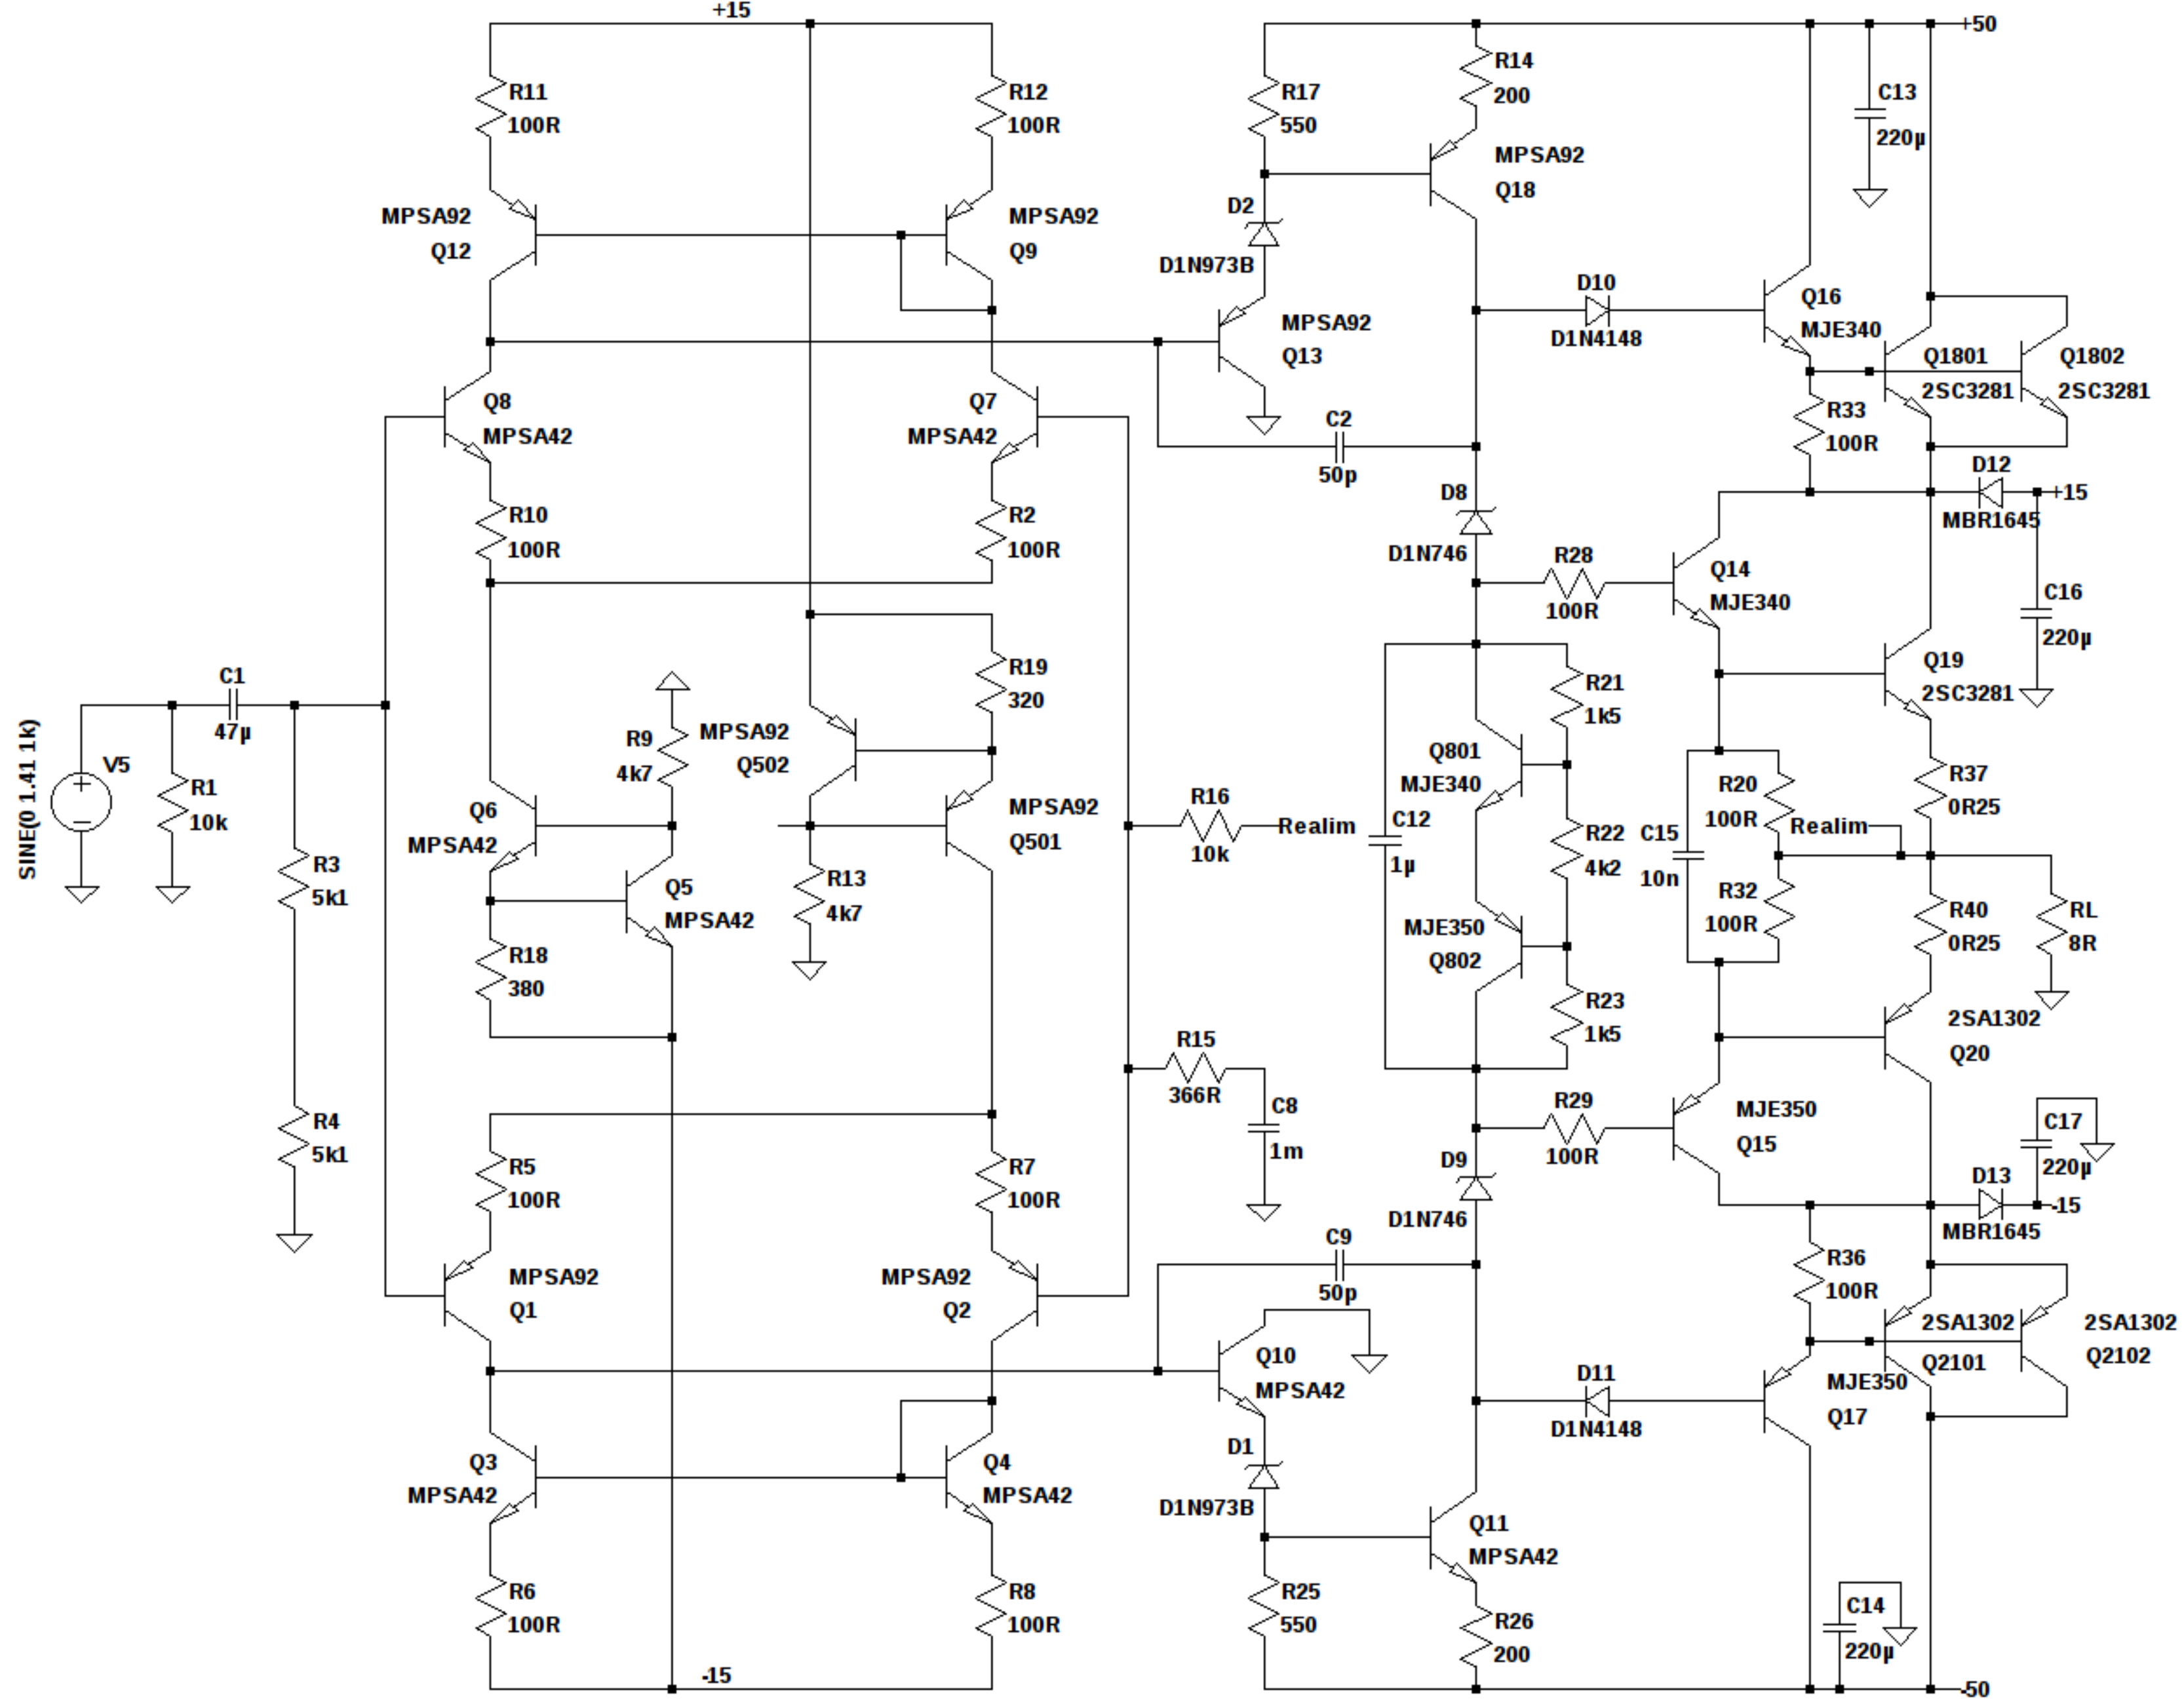 +15
+50
R11
100R
R12
100R
R17
550
R14
200
C13
220µ
MPSA92
Q12
MPSA92
Q9
D2
D1N973B
MPSA92
Q18
MPSA92
Q13
D10
D1N4148
Q16
MJE340
Q1801
2SC3281
Q1802
2SC3281
Q8
MPSA42
Q7
MPSA42
C2
50p
R33
100R
D12
+15
MBR1645
R10
100R
R2
100R
D8
D1N746
R28
100R
Q14
MJE340
C16
220µ
SINE(0 1.41 1k)
V5
C1
47µ
R1
10k
R3
5k1
R4
5k1
R9
4k7
Q6
MPSA42
Q5
MPSA42
R18
380
MPSA92
Q502
R19
320
MPSA92
Q501
R13
4k7
R16
10k
Realim
R15
366R
C8
1m
R21
1k5
Q801
MJE340
C12
1µ
R22
4k2
MJE350
Q802
R23
1k5
Q19
2SC3281
R37
0R25
R20
100R
Realim
C15
10n
R32
100R
R40
0R25
RL
8R
2SA1302
Q20
R29
100R
MJE350
Q15
C17
220µ
D13
-15
MBR1645
R5
100R
R7
100R
D9
D1N746
MPSA92
Q1
MPSA92
Q2
C9
50p
R36
100R
2SA1302
Q2101
2SA1302
Q2102
Q10
MPSA42
D11
D1N4148
MJE350
Q17
Q3
MPSA42
Q4
MPSA42
D1
D1N973B
Q11
MPSA42
R6
100R
R8
100R
R25
550
R26
200
C14
220µ
-15
-50